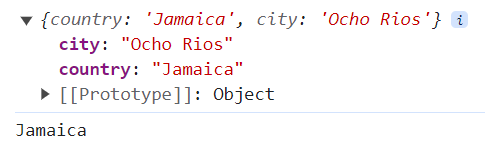 ▼ {country: 'Jamaica', city: 'Ocho Rios'} i
city: "Ocho Rios"
country: "Jamaica"
▶ [[Prototype]]: Object
Jamaica